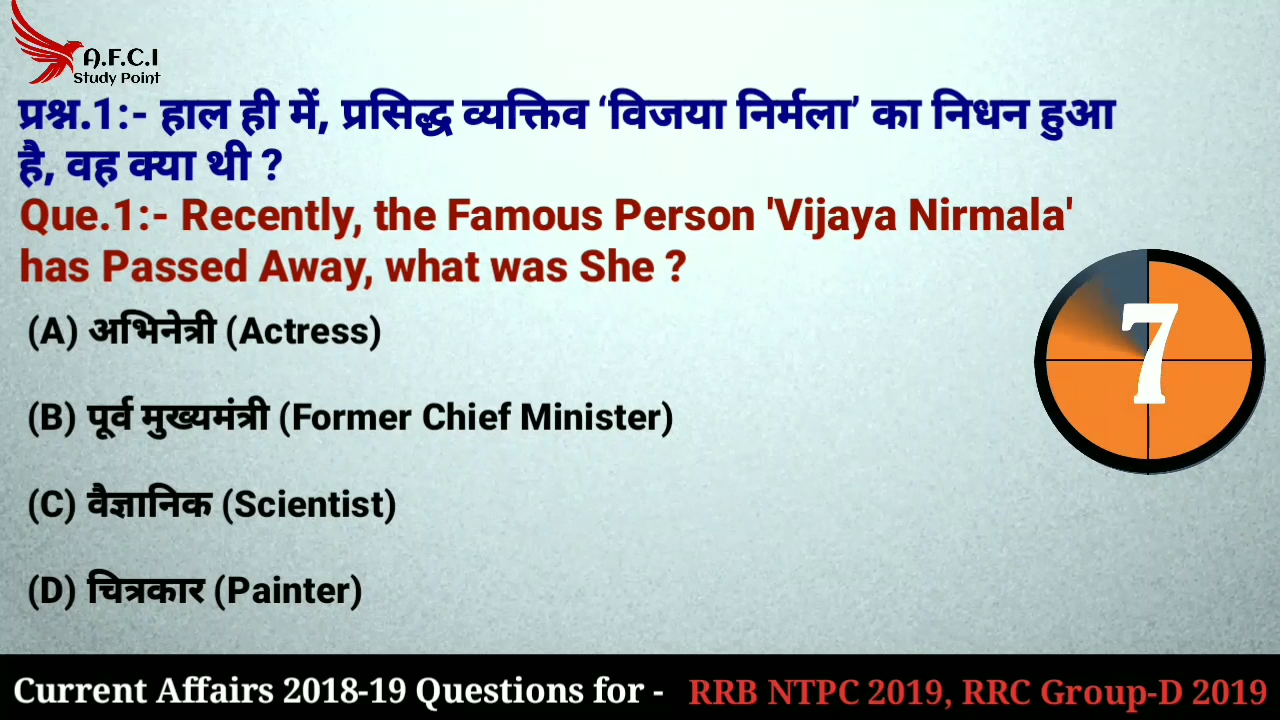 A.F.C.I
Study Point
प्रश्न.1:- हाल ही में, प्रसिद्ध व्यक्तिव ‘विजया निर्मला’ का निधन हुआ
है, वह क्या थी ?
Que.1:- Recently, the Famous Person 'Vijaya Nirmala'
has Passed Away, what was She ?
(A) अभिनेत्री (Actress)
7
(B) पूर्व मुख्यमंत्री (Former Chief Minister)
(C) वैज्ञानिक (Scientist)
(D) चित्रकार (Painter)
Current Affairs 2018-19 Questions for - RRB NTPC 2019, RRC Group-D 2019